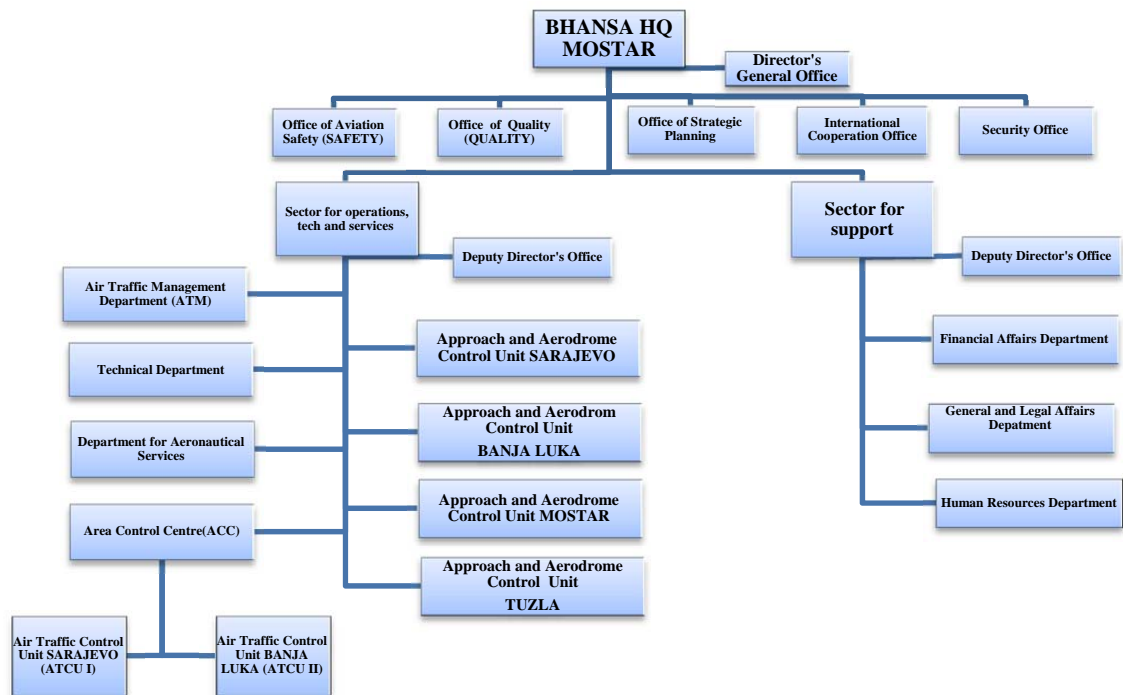 BHANSA HQ
MOSTAR
Director's
General Office
Office of Aviation
Safety (SAFETY)
Office of Quality
(QUALITY)
Office of Strategic
Planning
International
Cooperation Office
Security Office
Sector for operations,
tech and services
Sector for
support
Deputy Director's Office
Deputy Director's Office
Air Traffic Management
Department (ATM)
Approach and Aerodrome
Control Unit SARAJEVO
Financial Affairs Department
Technical Department
Approach and Aerodrom
Control Unit
BANJA LUKA
General and Legal Affairs
Depatment
Department for Aeronautical
Services
Approach and Aerodrome
Control Unit MOSTAR
Human Resources Department
Area Control Centre(ACC)
Approach and Aerodrome
Control Unit
TUZLA
Air Traffic Control
Unit SARAJEVO
(ATCU I)
Air Traffic Control
Unit BANJA
LUKA (ATCU II)